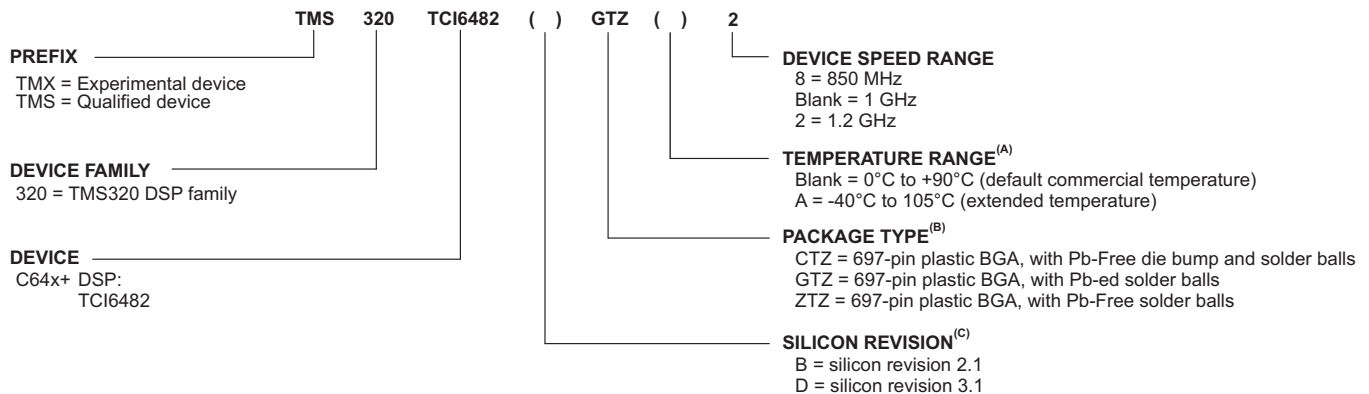 TMS 320 TCI6482 ( ) GTZ ( ) 2
PREFIX
TMX = Experimental device
TMS = Qualified device
DEVICE FAMILY
320 = TMS320 DSP family
DEVICE
C64x+ DSP:
TCI6482
DEVICE SPEED RANGE
8 = 850 MHz
Blank = 1 GHz
2 = 1.2 GHz
TEMPERATURE RANGE(A)
Blank = 0°C to +90°C (default commercial temperature)
A = -40°C to 105°C (extended temperature)
PACKAGE TYPE(B)
CTZ = 697-pin plastic BGA, with Pb-Free die bump and solder balls
GTZ = 697-pin plastic BGA, with Pb-ed solder balls
ZTZ = 697-pin plastic BGA, with Pb-Free solder balls
SILICON REVISION(C)
B = silicon revision 2.1
D = silicon revision 3.1